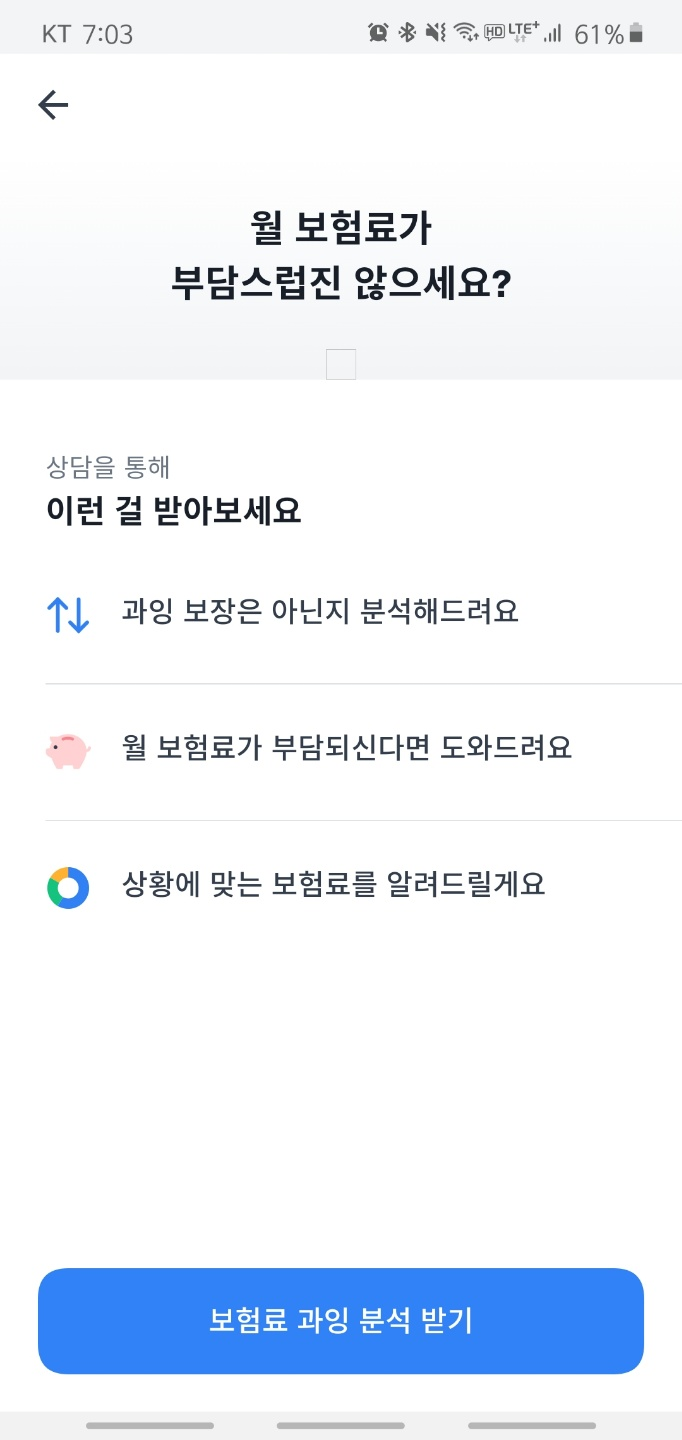 KT 7:03
HD LTE+ 61%
월 보험료가
부담스럽진 않으세요?
상담을 통해
이런 걸 받아보세요
과잉 보장은 아닌지 분석해드려요
월 보험료가 부담되신다면 도와드려요
상황에 맞는 보험료를 알려드릴게요
보험료 과잉 분석 받기